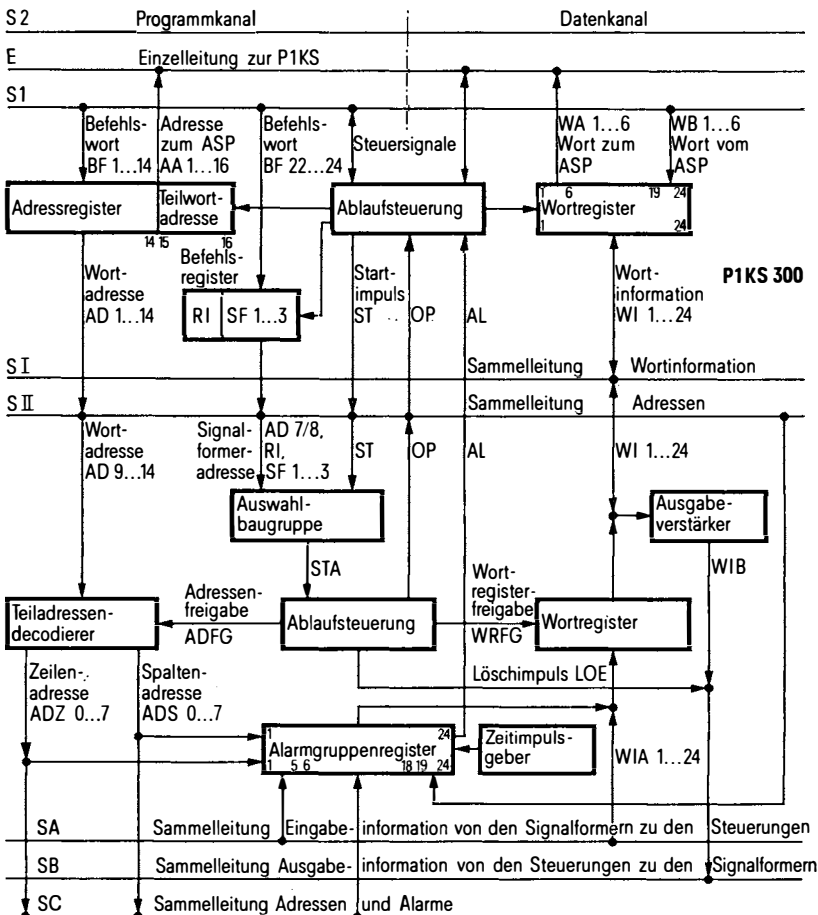 S2 Programmkanal Datenkanal
E Einzelleitung zur P1KS
S1
Befehls-
wort
BF 1...14
Adresse
zum ASP
AA 1...16
Befehls-
wort
BF 22...24
Steuersignale
WA 1...6
Wort zum
ASP
WB 1...6
Wort vom
ASP
Adressregister
Teilwort-
adresse
14 15 16
Ablaufsteuerung
1 6 19 24
Wortregister
1 24
Befehls-
register
RI SF 1...3
Wort-
adresse
AD 1...14
Start-
impuls
ST OP AL
Wort-
information
WI 1...24
P1KS 300
S I Sammelleitung Wortinformation
S II Sammelleitung Adressen
Wort-
adresse
AD 9...14
Signal-
former-
adresse
AD 7/8,
RI,
SF 1...3
ST OP AL
WI 1...24
Auswahl-
baugruppe
Ausgabe-
verstärker
STA
WIB
Adressen-
freigabe
ADFG
Wort-
register-
freigabe
WRFG
Teiladressen-
decodierer
Ablaufsteuerung
Wortregister
Löschimpuls LOE
Zeilen-
adresse
ADZ 0...7
Spalten-
adresse
ADS 0...7
1 24
Alarmgruppenregister
1 5 6 18 19 24
Zeitimpuls-
geber
WIA 1...24
SA Sammelleitung Eingabe- information von den Signalformern zu den Steuerungen
SB Sammelleitung Ausgabe- information von den Steuerungen zu den Signalformern
SC Sammelleitung Adressen und Alarme